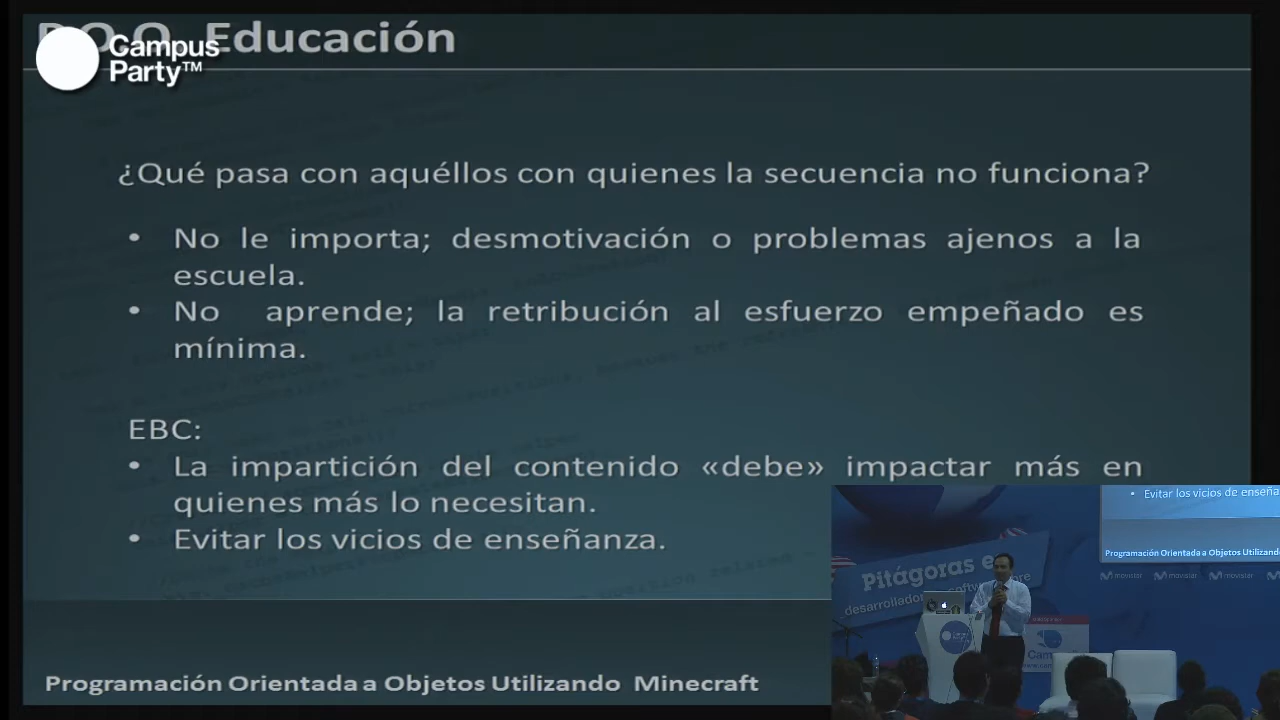 P.O.O. Educación
Campus
Party™
¿Qué pasa con aquéllos con quienes la secuencia no funciona?
• No le importa; desmotivación o problemas ajenos a la
escuela.
• No aprende; la retribución al esfuerzo empeñado es
mínima.
EBC:
• La impartición del contenido «debe» impactar más en
quienes más lo necesitan.
• Evitar los vicios de enseñanza.
Programación Orientada a Objetos Utilizando Minecraft
• Evitar los vicios de enseña
Programación Orientada a Objetos Utilizando
movistar movistar movistar
Pitágoras e
desarrollado